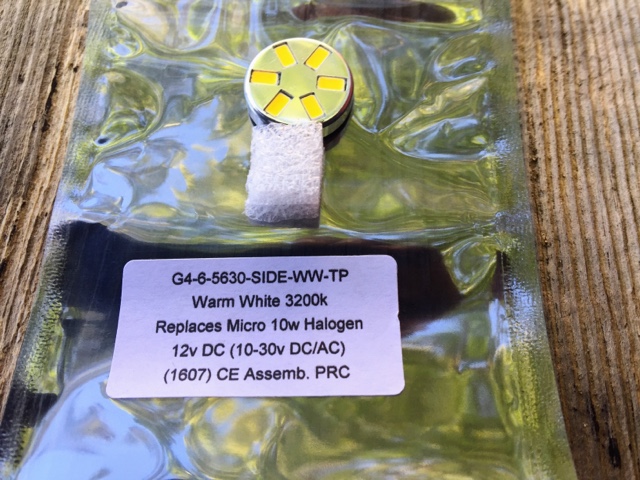 G4-6-5630-SIDE-WW-TP
Warm White 3200k
Replaces Micro 10w Halogen
12v DC (10-30v DC/AC)
(1607) CE Assemb. PRC